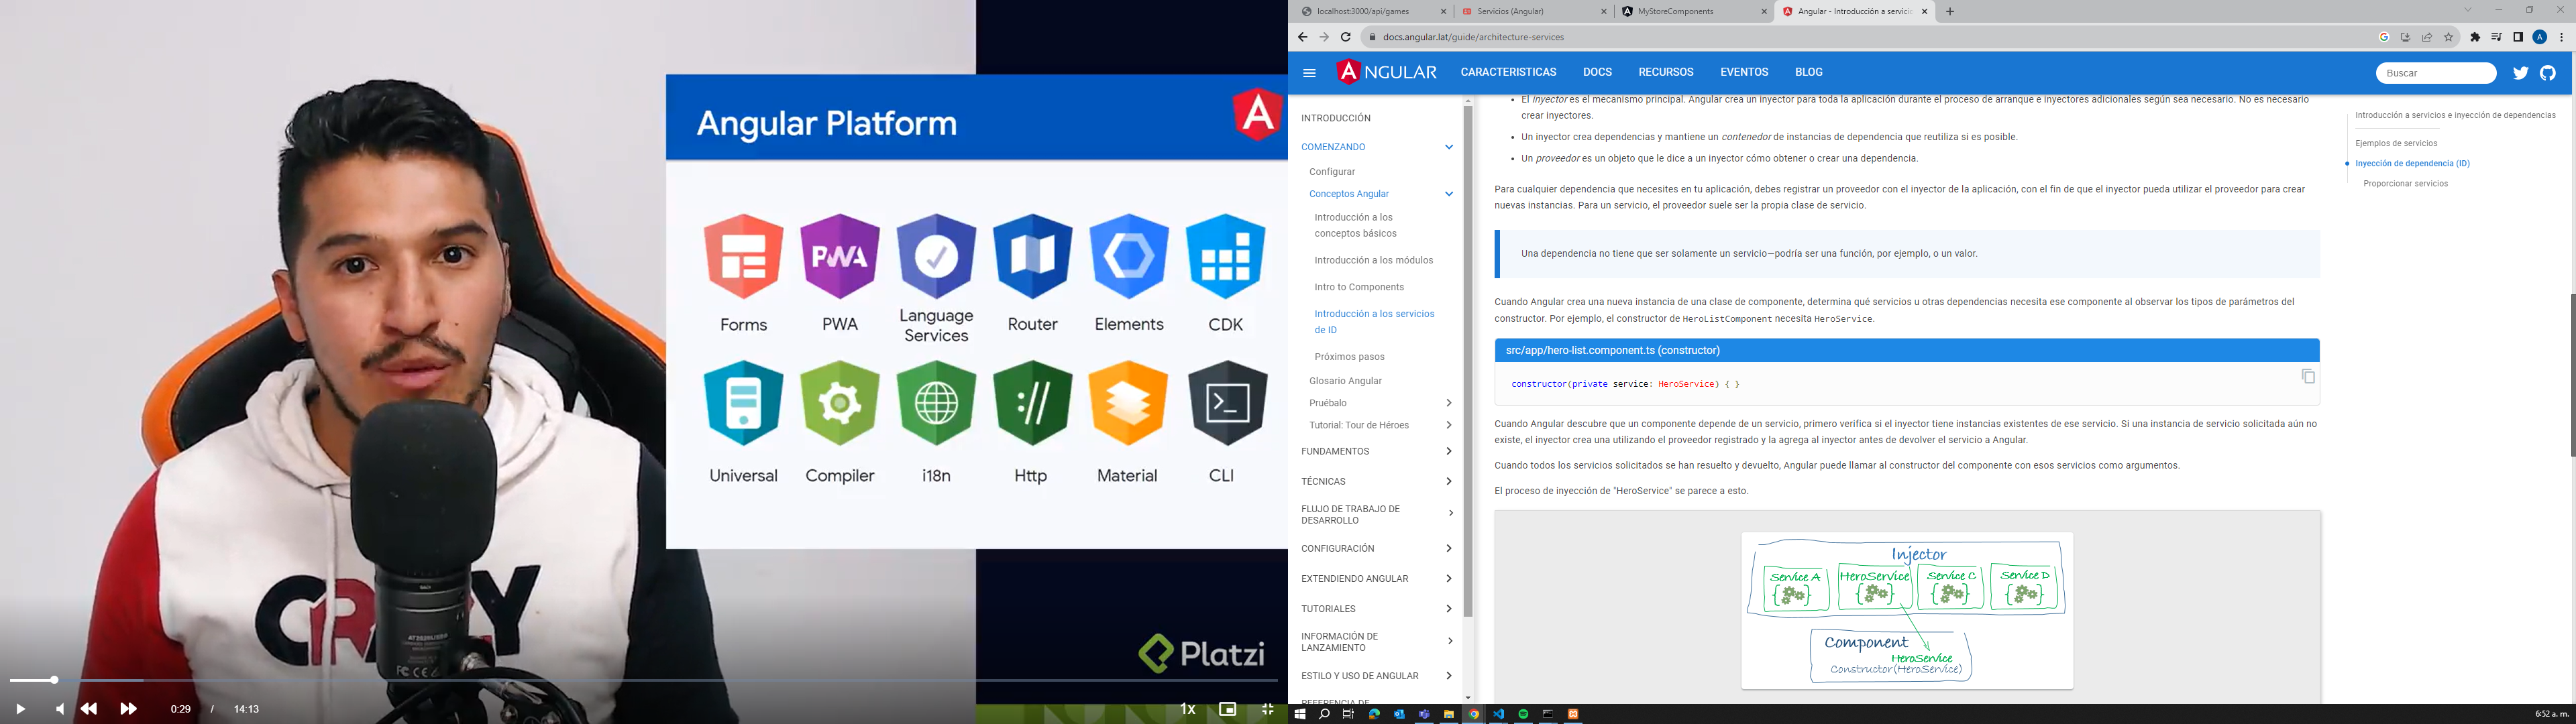 Angular Platform
Forms
PWA
PWA
Language
Services
Router
Elements
CDK
Universal
Compiler
i18n
://
Http
Material
CLI
CR
Y
AT2020USB
Platzi
0:29 / 14:13
1x
localhost:3000/api/games
Servicios (Angular)
MyStoreComponents
Angular - Introducción a servici
docs.angular.lat/guide/architecture-services
A
ANGULAR
CARACTERISTICAS
DOCS
RECURSOS
EVENTOS
BLOG
Buscar
INTRODUCCIÓN
COMENZANDO
Configurar
Conceptos Angular
Introducción a los
conceptos básicos
Introducción a los módulos
Intro to Components
Introducción a los servicios
de ID
Próximos pasos
Glosario Angular
Pruébalo
Tutorial: Tour de Héroes
FUNDAMENTOS
TÉCNICAS
FLUJO DE TRABAJO DE
DESARROLLO
CONFIGURACIÓN
EXTENDIENDO ANGULAR
TUTORIALES
INFORMACIÓN DE
LANZAMIENTO
ESTILO Y USO DE ANGULAR
REFERENCIA DE
El inyector es el mecanismo principal. Angular crea un inyector para toda la aplicación durante el proceso de arranque e inyectores adicionales según sea necesario. No es necesario
crear inyectores.
Un inyector crea dependencias y mantiene un contenedor de instancias de dependencia que reutiliza si es posible.
Un proveedor es un objeto que le dice a un inyector cómo obtener o crear una dependencia.
Para cualquier dependencia que necesites en tu aplicación, debes registrar un proveedor con el inyector de la aplicación, con el fin de que el inyector pueda utilizar el proveedor para crear
nuevas instancias. Para un servicio, el proveedor suele ser la propia clase de servicio.
Una dependencia no tiene que ser solamente un servicio—podría ser una función, por ejemplo, o un valor.
Cuando Angular crea una nueva instancia de una clase de componente, determina qué servicios u otras dependencias necesita ese componente al observar los tipos de parámetros del
constructor. Por ejemplo, el constructor de HeroListComponent necesita HeroService.
src/app/hero-list.component.ts (constructor)
constructor(private service: HeroService) { }
Cuando Angular descubre que un componente depende de un servicio, primero verifica si el inyector tiene instancias existentes de ese servicio. Si una instancia de servicio solicitada aún no
existe, el inyector crea una utilizando el proveedor registrado y la agrega al inyector antes de devolver el servicio a Angular.
Cuando todos los servicios solicitados se han resuelto y devuelto, Angular puede llamar al constructor del componente con esos servicios como argumentos.
El proceso de inyección de "HeroService" se parece a esto.
Injector
Service A
HeroService
Service C
Service D
Component
HeroService
Constructor(HeroService)
Introducción a servicios e inyección de dependencias
Ejemplos de servicios
Inyección de dependencia (ID)
Proporcionar servicios
6:52 a. m.